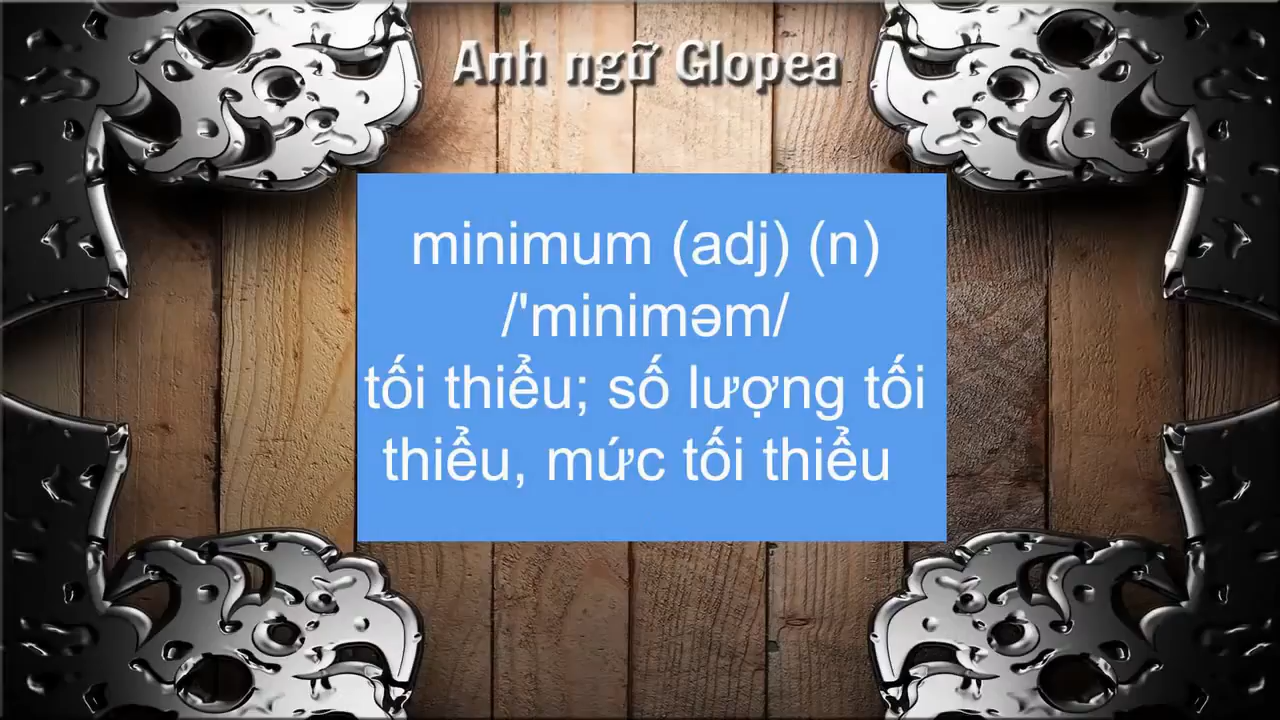 Anh ngữ Glopea
minimum (adj) (n)
/'miniməm/
tối thiểu; số lượng tối
thiểu, mức tối thiểu